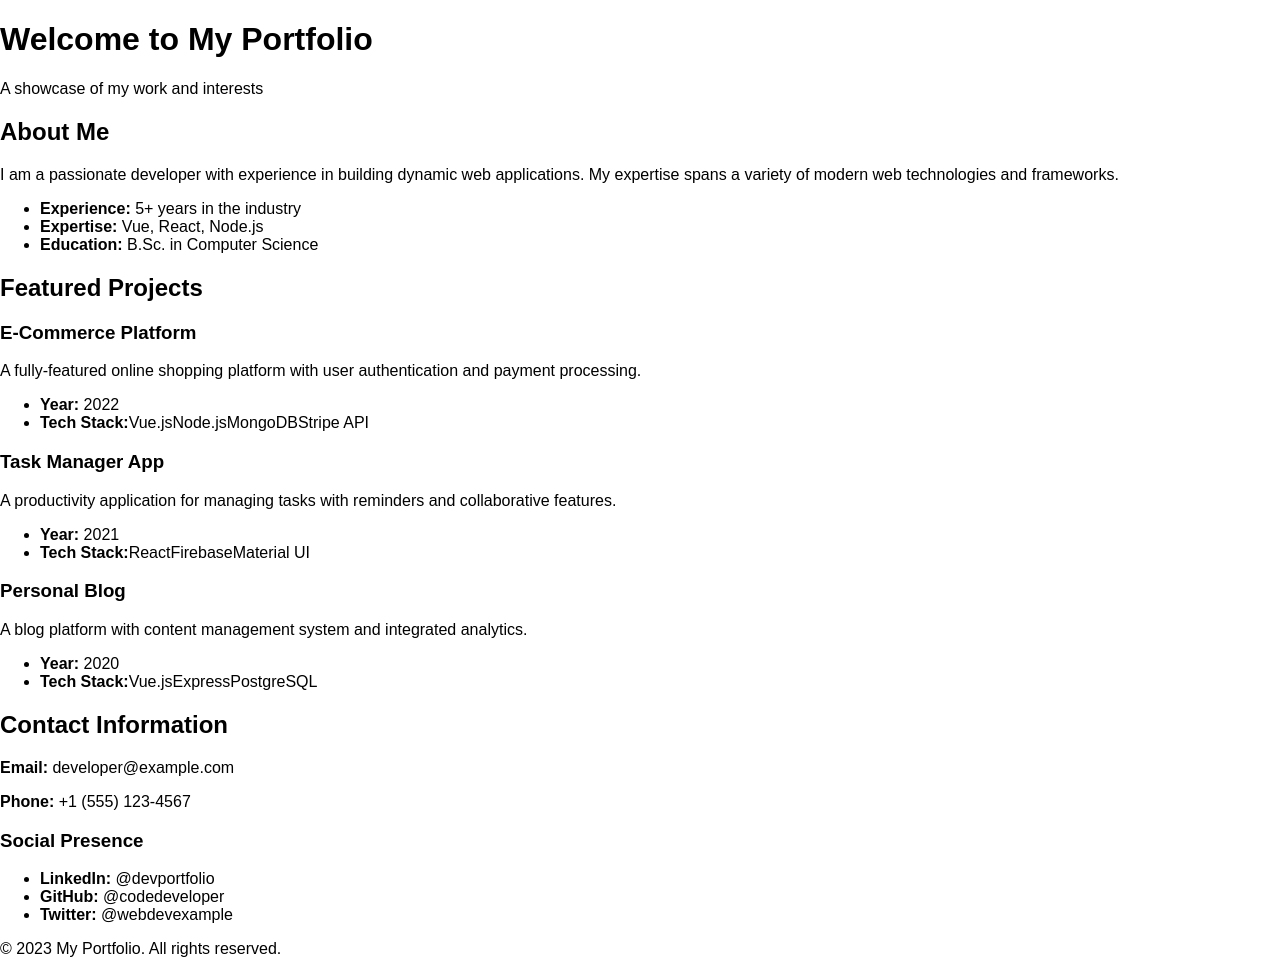 Welcome to My Portfolio
A showcase of my work and interests
About Me
I am a passionate developer with experience in building dynamic web applications. My expertise spans a variety of modern web technologies and frameworks.
Experience: 5+ years in the industry
Expertise: Vue, React, Node.js
Education: B.Sc. in Computer Science
Featured Projects
E-Commerce Platform
A fully-featured online shopping platform with user authentication and payment processing.
Year: 2022
Tech Stack:Vue.jsNode.jsMongoDBStripe API
Task Manager App
A productivity application for managing tasks with reminders and collaborative features.
Year: 2021
Tech Stack:ReactFirebaseMaterial UI
Personal Blog
A blog platform with content management system and integrated analytics.
Year: 2020
Tech Stack:Vue.jsExpressPostgreSQL
Contact Information
Email: developer@example.com
Phone: +1 (555) 123-4567
Social Presence
LinkedIn: @devportfolio
GitHub: @codedeveloper
Twitter: @webdevexample
© 2023 My Portfolio. All rights reserved.